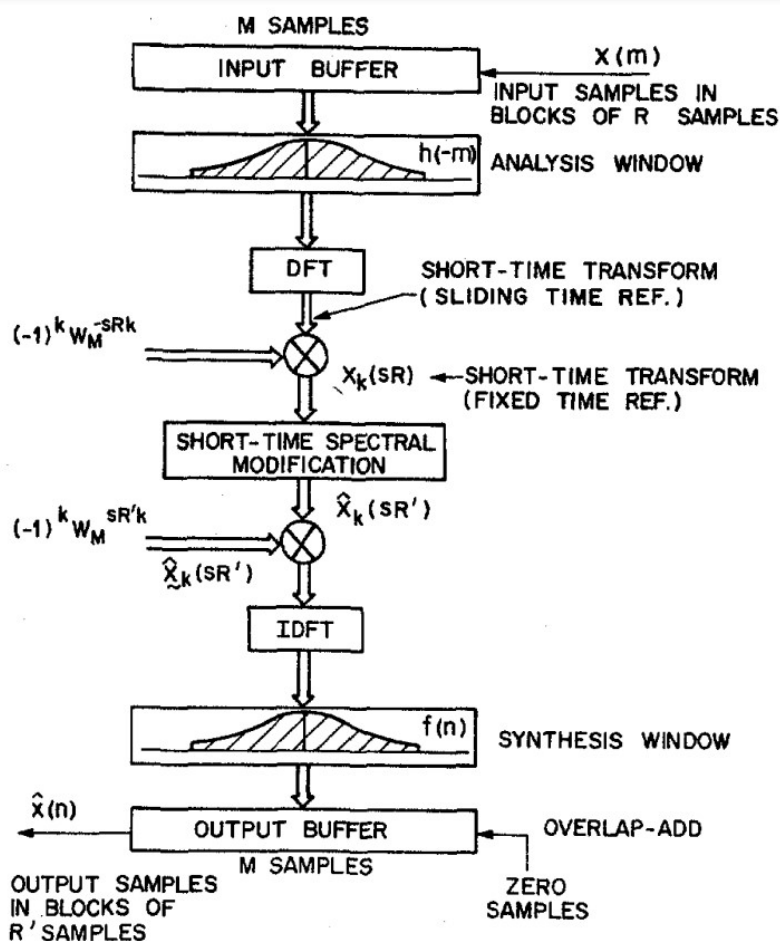 M SAMPLES
INPUT BUFFER
x(m)
INPUT SAMPLES IN
BLOCKS OF R SAMPLES
h(-m)
ANALYSIS WINDOW
DFT
SHORT-TIME TRANSFORM
(SLIDING TIME REF.)
(-1)^k W_M^-sRk
X_k(sR)
SHORT-TIME TRANSFORM
(FIXED TIME REF.)
SHORT-TIME SPECTRAL
MODIFICATION
X̂_k(sR')
(-1)^k W_M^sR'k
X̰̂_k(sR')
IDFT
f(n)
SYNTHESIS WINDOW
x̂(n)
OUTPUT BUFFER
OVERLAP-ADD
M SAMPLES
OUTPUT SAMPLES
IN BLOCKS OF
R' SAMPLES
ZERO
SAMPLES